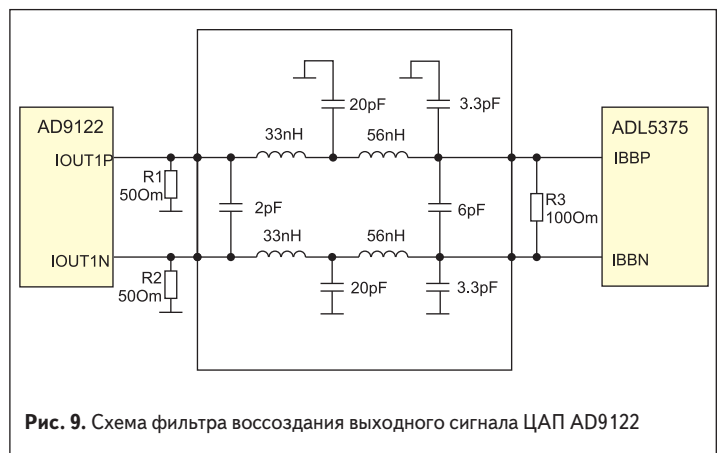 20pF
3.3pF
AD9122
ADL5375
33nH
56nH
IOUT1P
IBBP
R1
50Om
R3
100Om
2pF
6pF
33nH
56nH
IOUT1N
IBBN
R2
50Om
20pF
3.3pF
Рис. 9. Схема фильтра воссоздания выходного сигнала ЦАП AD9122